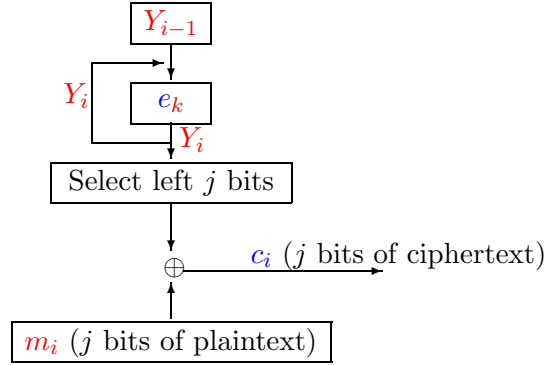 Y_{i−1}
Y_i
e_k
Y_i
Select left j bits
⊕
c_i (j bits of ciphertext)
m_i (j bits of plaintext)